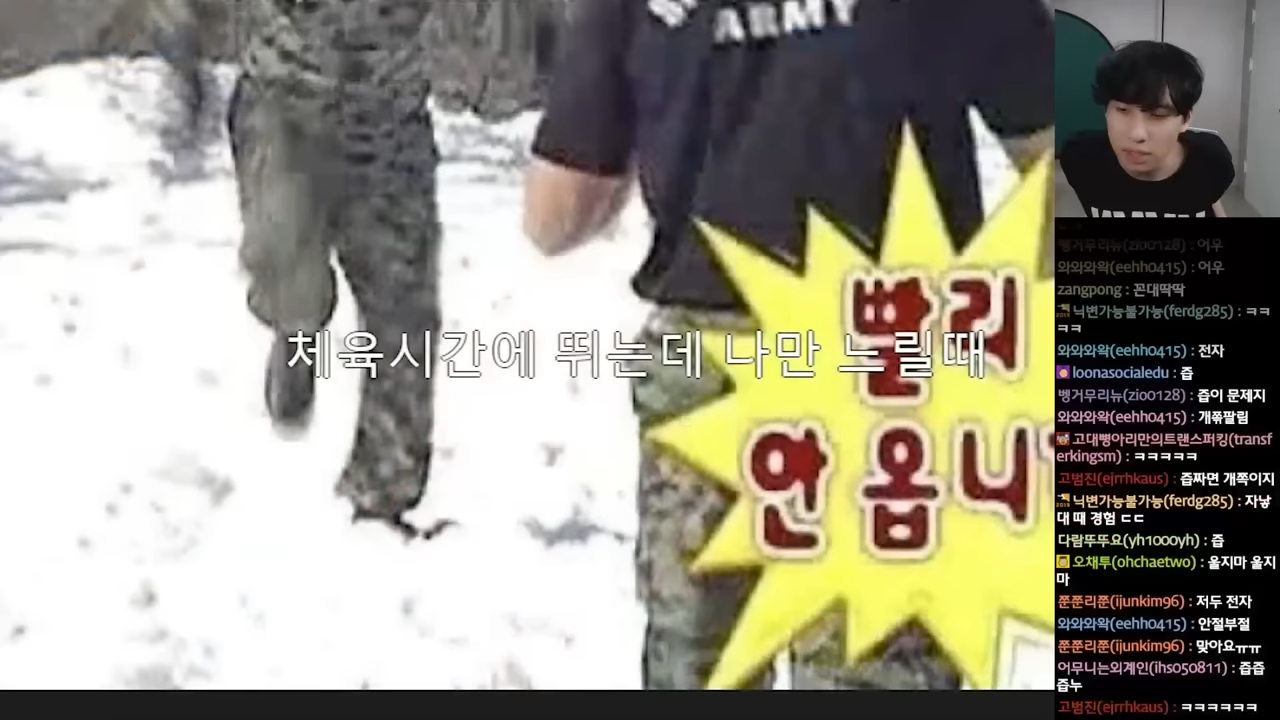 ARMY
체육시간에 뛰는데 나만 느릴때
빨리
안 옵니
벵거무리뉴(zio0128) : 어우
와와와왁(eehh0415) : 어우
zangpong : 꼰대딱딱
닉변가능불가능(ferdg285) : ㅋㅋ
ㅋㅋ
와와와왁(eehh0415) : 전자
loonasocialedu : 즙
벵거무리뉴(zio0128) : 즙이 문제지
와와와왁(eehh0415) : 개쪾팔림
고대뼝아리만의트랜스퍼킹(transf
erkingsm) : ㅋㅋㅋㅋㅋ
고범진(ejrrhkaus) : 즙짜면 개쪽이지
닉변가능불가능(ferdg285) : 자낳
대 때 경험 ㄷㄷ
다람뚜뚜요(yh1000yh) : 즙
오채투(ohchaetwo) : 울지마 울지
마
쭌쭌리쭌(ijunkim96) : 저두 전자
와와와왁(eehh0415) : 안절부절
쭌쭌리쭌(ijunkim96) : 맞아요ㅠㅠ
어무니는외계인(ihs050811) : 즙즙
즙누
고범진(ejrrhkaus) : ㅋㅋㅋㅋㅋㅋ